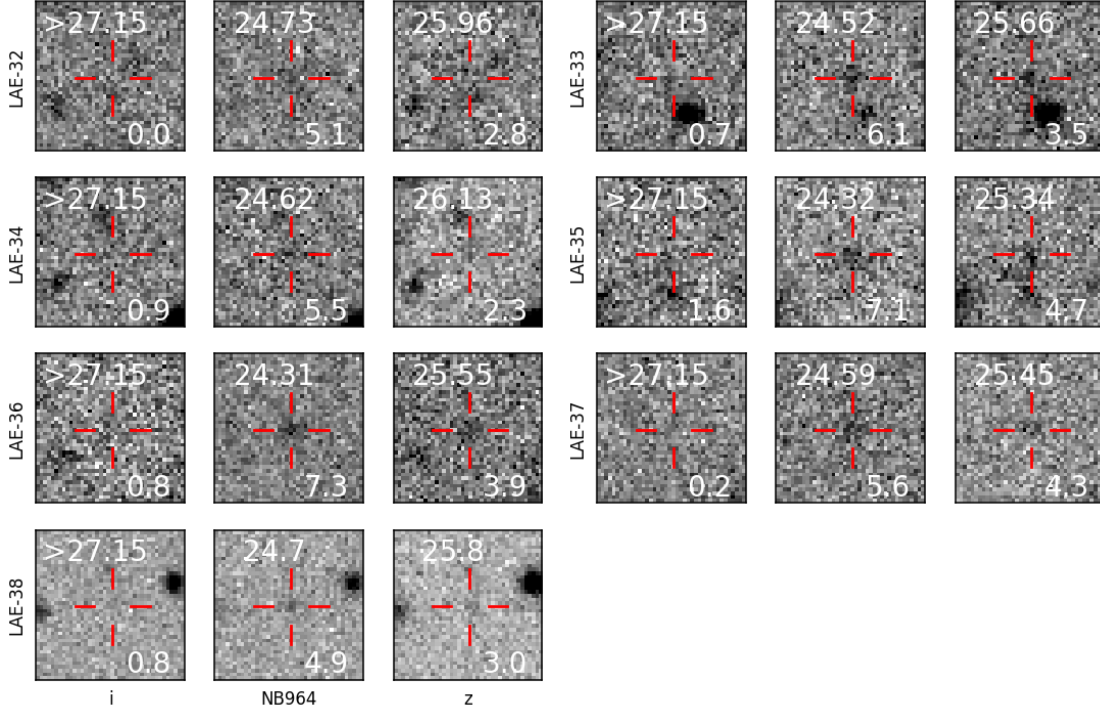 LAE-32
>27.15 24.73 25.96
0.0 5.1 2.8
LAE-33
>27.15 24.52 25.66
0.7 6.1 3.5
LAE-34
>27.15 24.62 26.13
0.9 5.5 2.3
LAE-35
>27.15 24.32 25.34
1.6 7.1 4.7
LAE-36
>27.15 24.31 25.55
0.8 7.3 3.9
LAE-37
>27.15 24.59 25.45
0.2 5.6 4.3
LAE-38
>27.15 24.7 25.8
0.8 4.9 3.0
i NB964 z